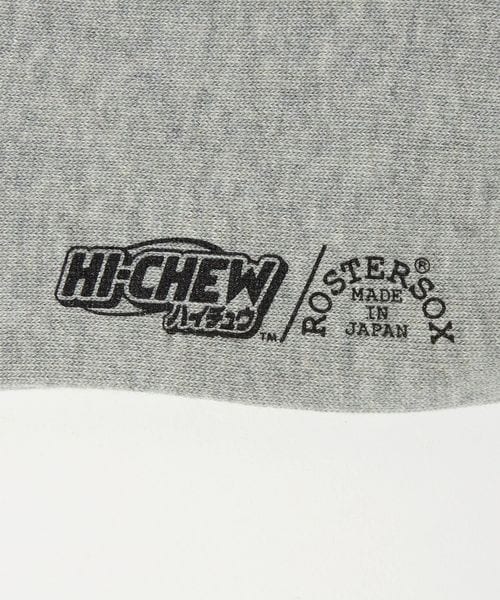 HI-CHEW
ハイチュウ
TM
/
ROSTERSOX®
MADE
IN
JAPAN